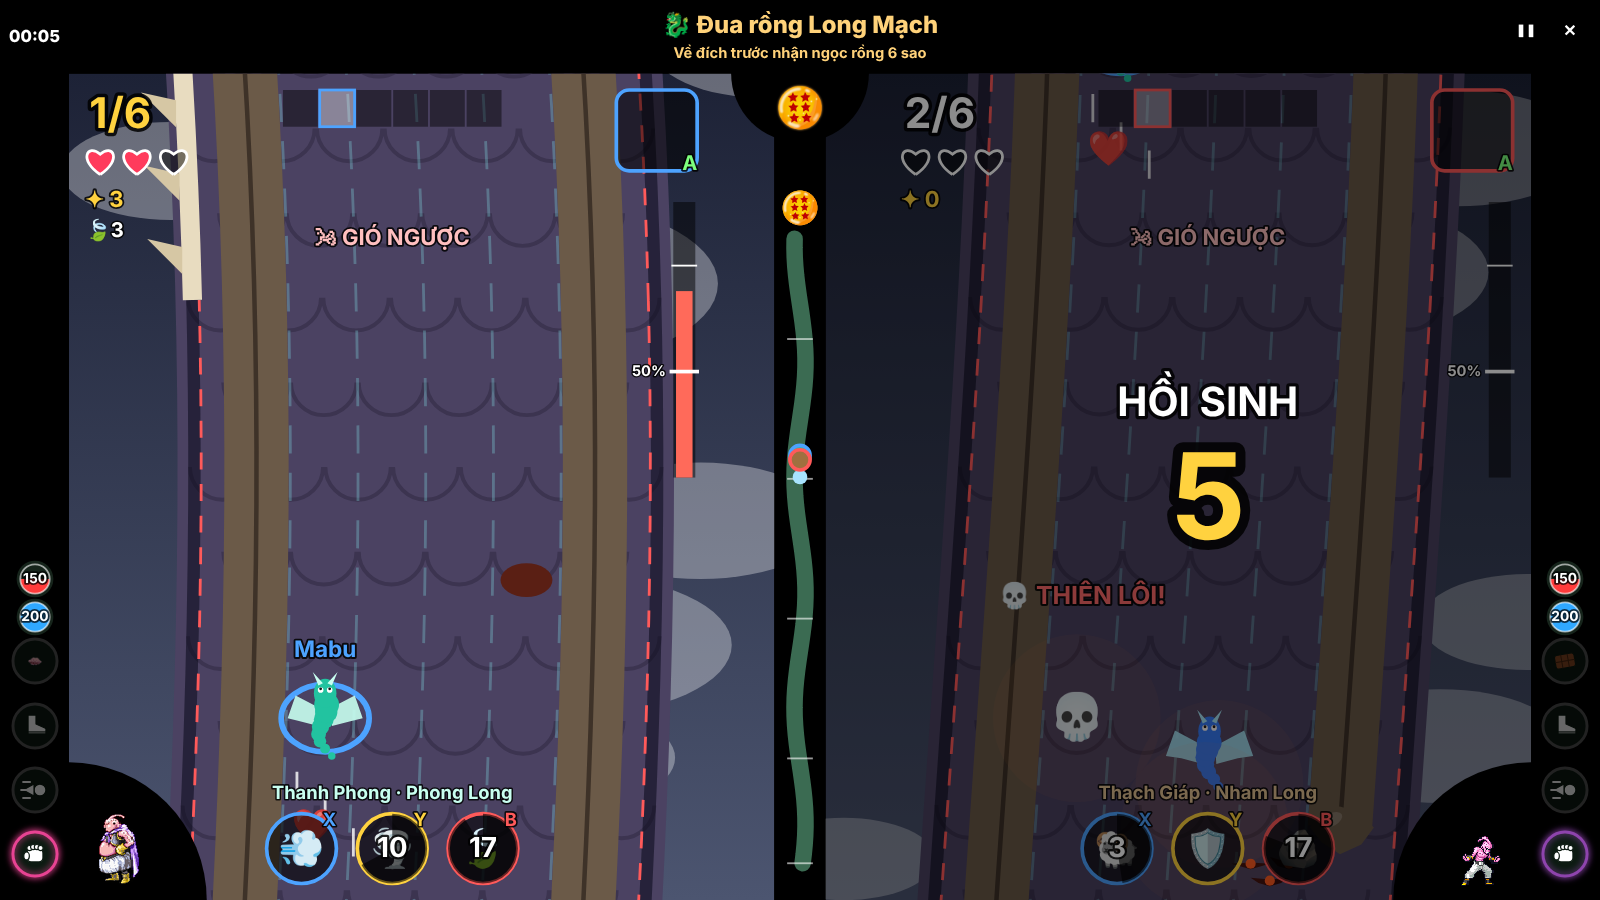 00:05
Đua rồng Long Mạch
Về đích trước nhận ngọc rồng 6 sao
1/6
3
3
A
GIÓ NGƯỢC
50%
Mabu
Thanh Phong · Phong Long
X
Y
B
10
17
150
200
2/6
0
A
GIÓ NGƯỢC
50%
HỒI SINH
5
THIÊN LÔI!
Thạch Giáp · Nham Long
X
Y
B
3
17
150
200